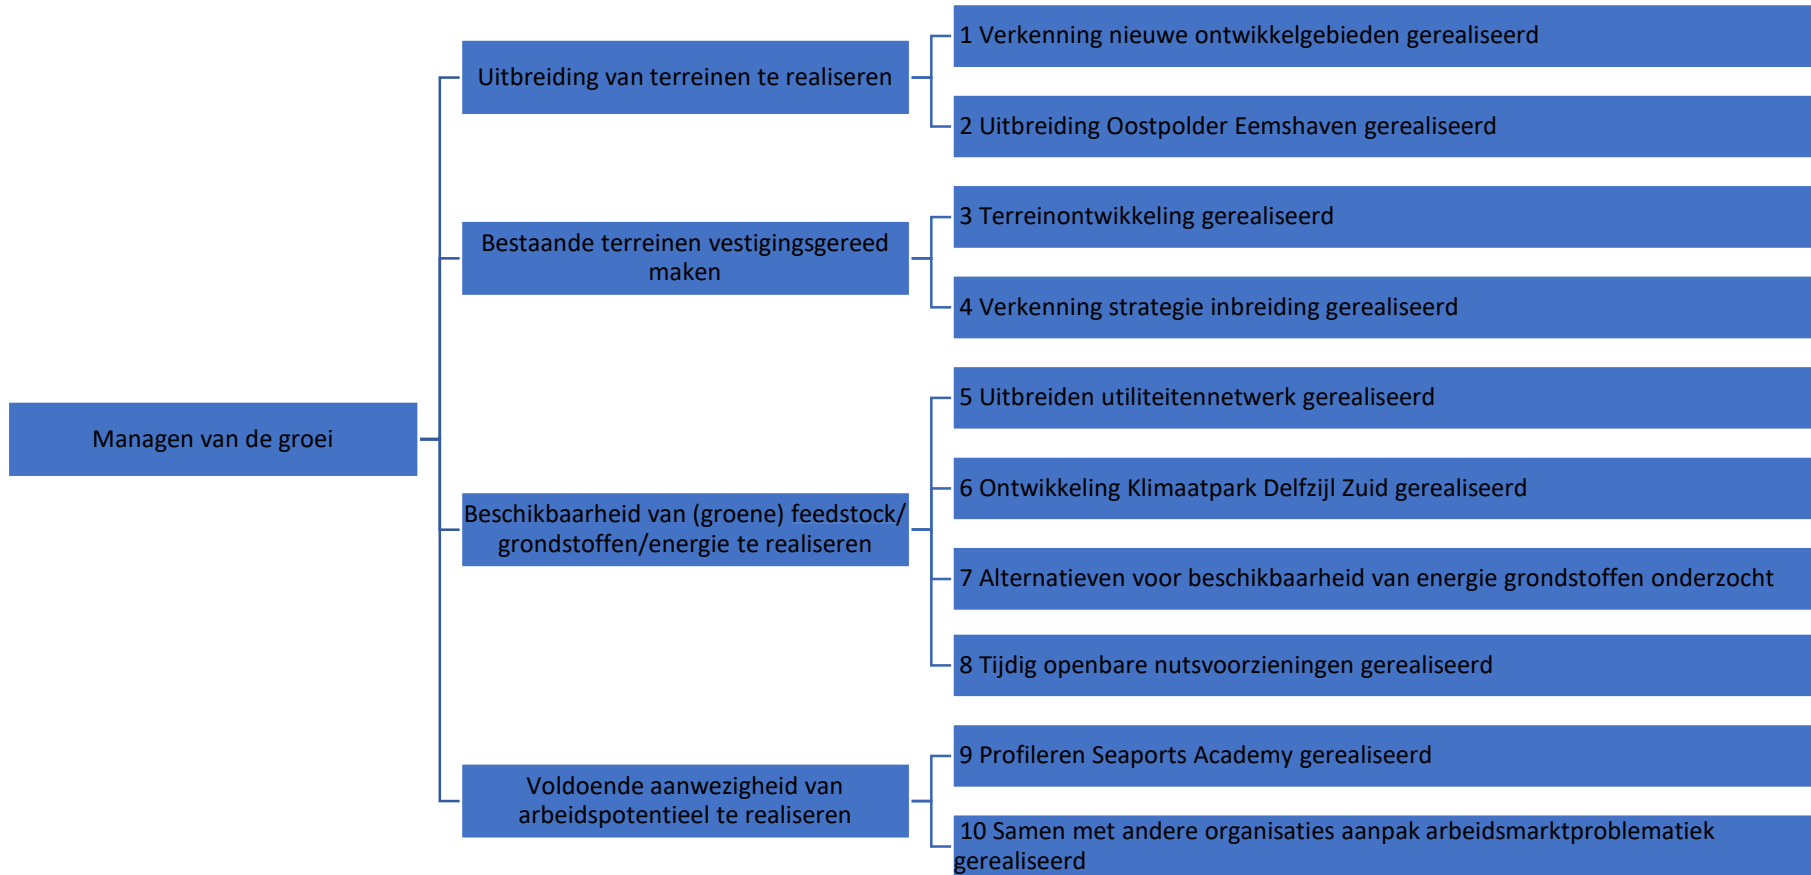 Managen van de groei
Uitbreiding van terreinen te realiseren
1 Verkenning nieuwe ontwikkelgebieden gerealiseerd
2 Uitbreiding Oostpolder Eemshaven gerealiseerd
Bestaande terreinen vestigingsgereed
maken
3 Terreinontwikkeling gerealiseerd
4 Verkenning strategie inbreiding gerealiseerd
Beschikbaarheid van (groene) feedstock/
grondstoffen/energie te realiseren
5 Uitbreiden utiliteitennetwerk gerealiseerd
6 Ontwikkeling Klimaatpark Delfzijl Zuid gerealiseerd
7 Alternatieven voor beschikbaarheid van energie grondstoffen onderzocht
8 Tijdig openbare nutsvoorzieningen gerealiseerd
Voldoende aanwezigheid van
arbeidspotentieel te realiseren
9 Profileren Seaports Academy gerealiseerd
10 Samen met andere organisaties aanpak arbeidsmarktproblematiek
gerealiseerd